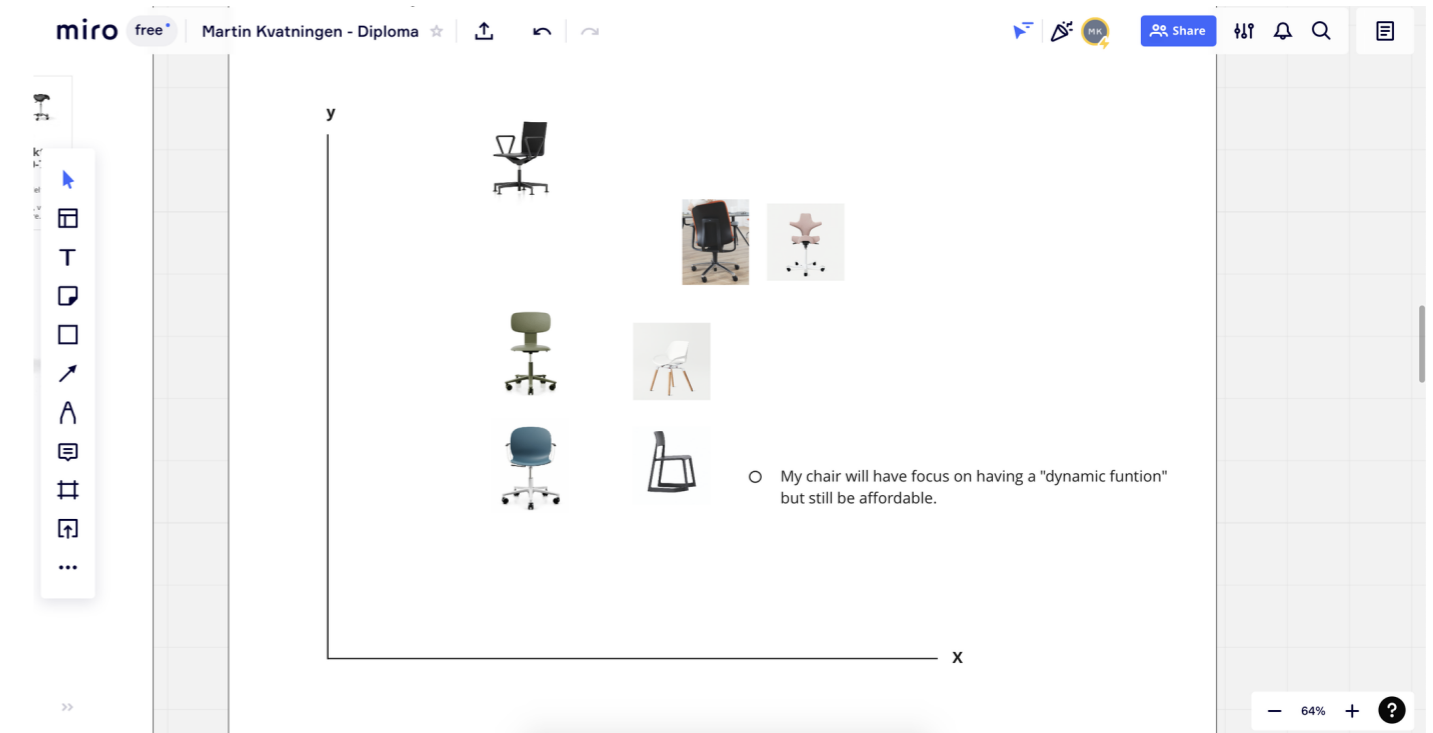 miro free Martin Kvatningen - Diploma MK Share
y
T
My chair will have focus on having a "dynamic funtion"
but still be affordable.
X
64% ?